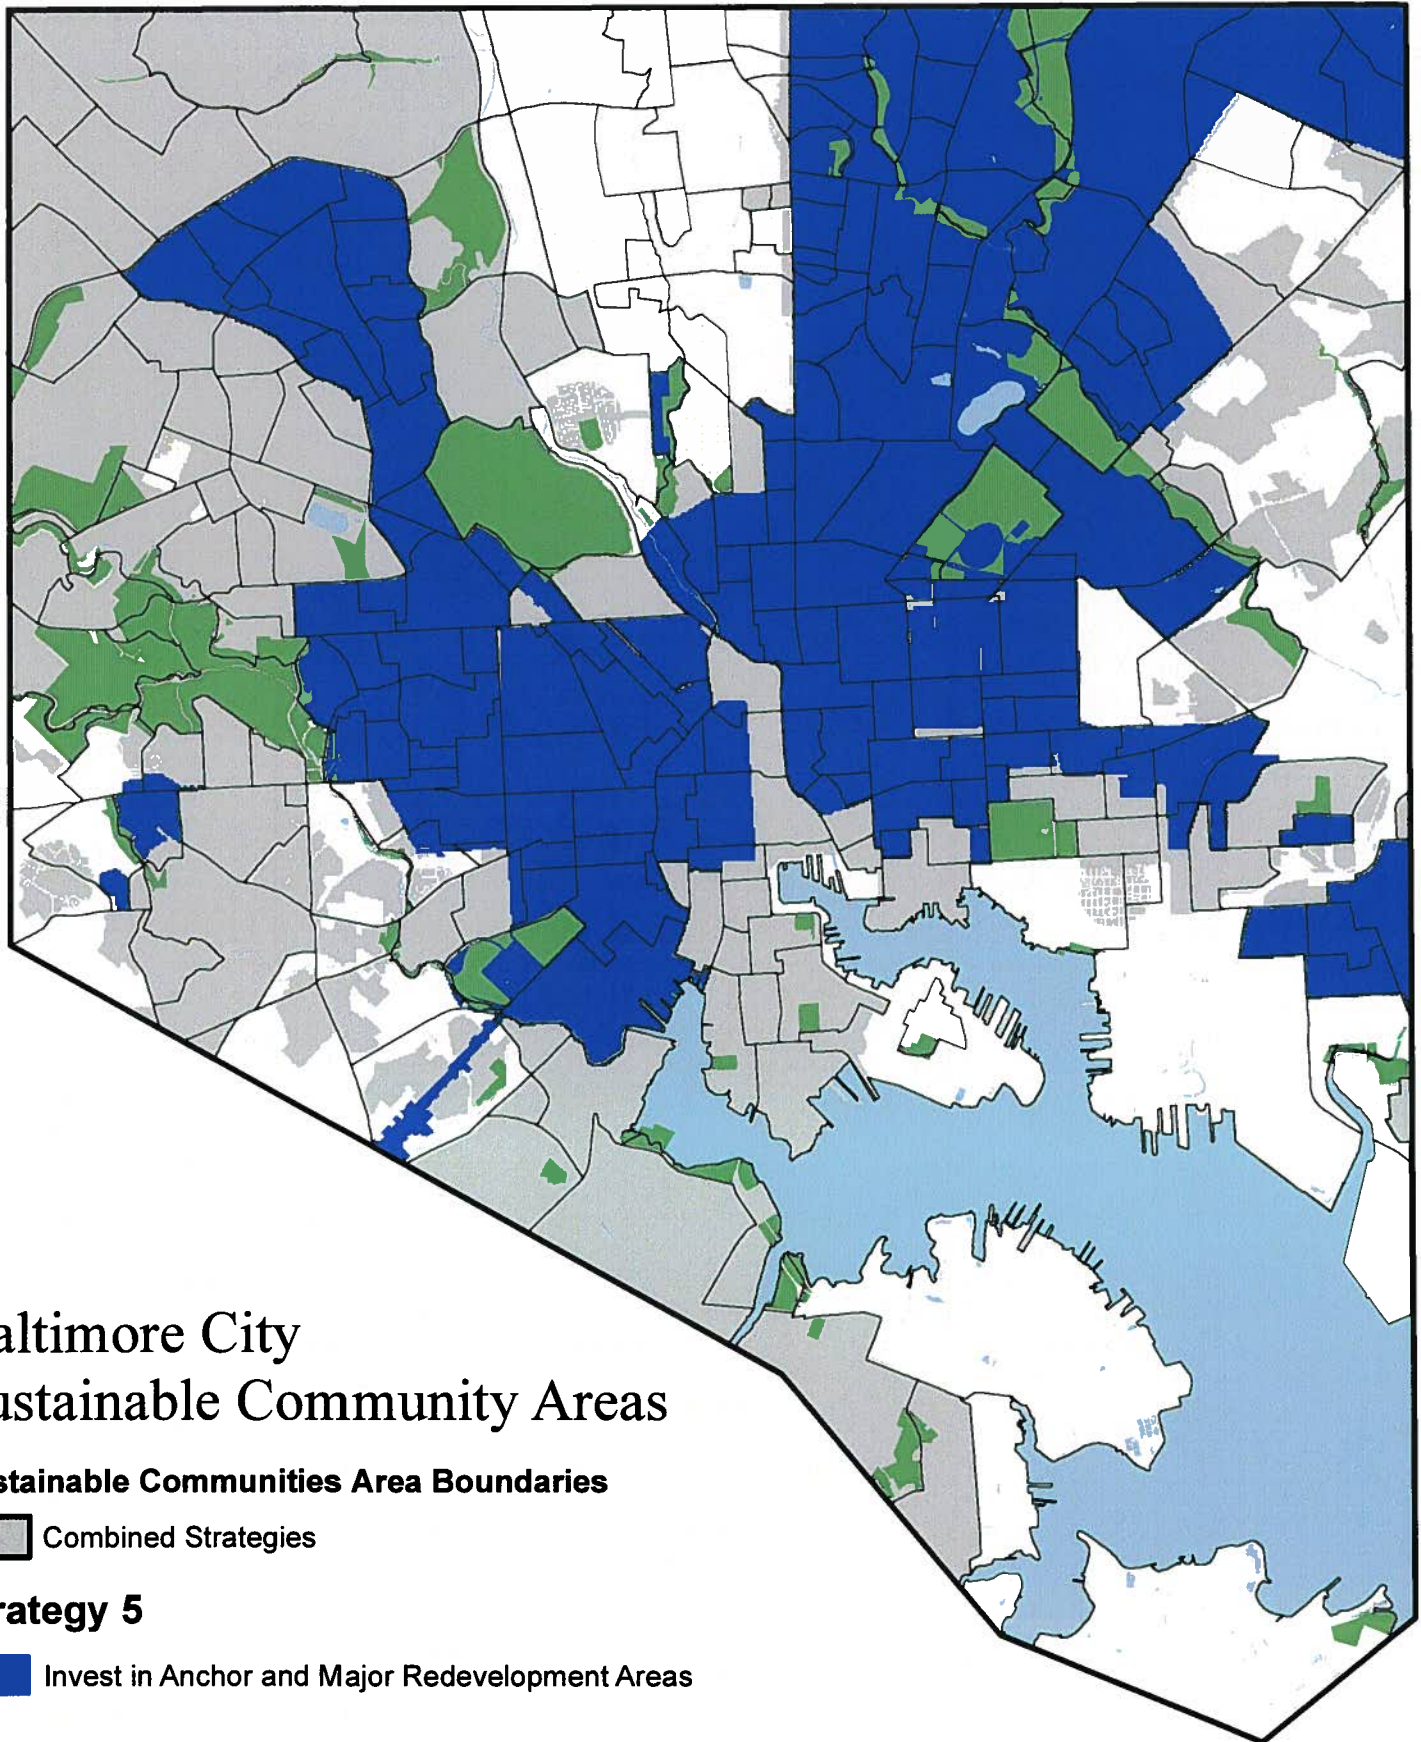 altimore City
ustainable Community Areas
stainable Communities Area Boundaries
Combined Strategies
rategy 5
Invest in Anchor and Major Redevelopment Areas